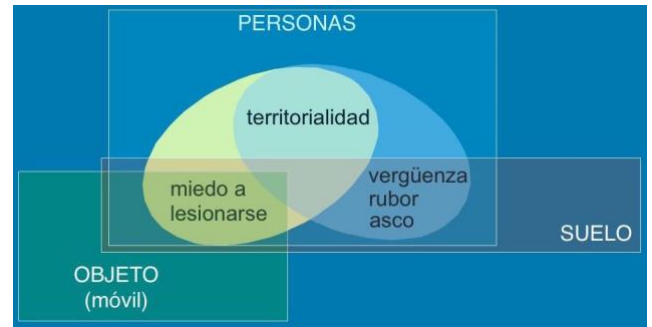 PERSONAS
territorialidad
miedo a
lesionarse
vergüenza
rubor
asco
SUELO
OBJETO
(móvil)